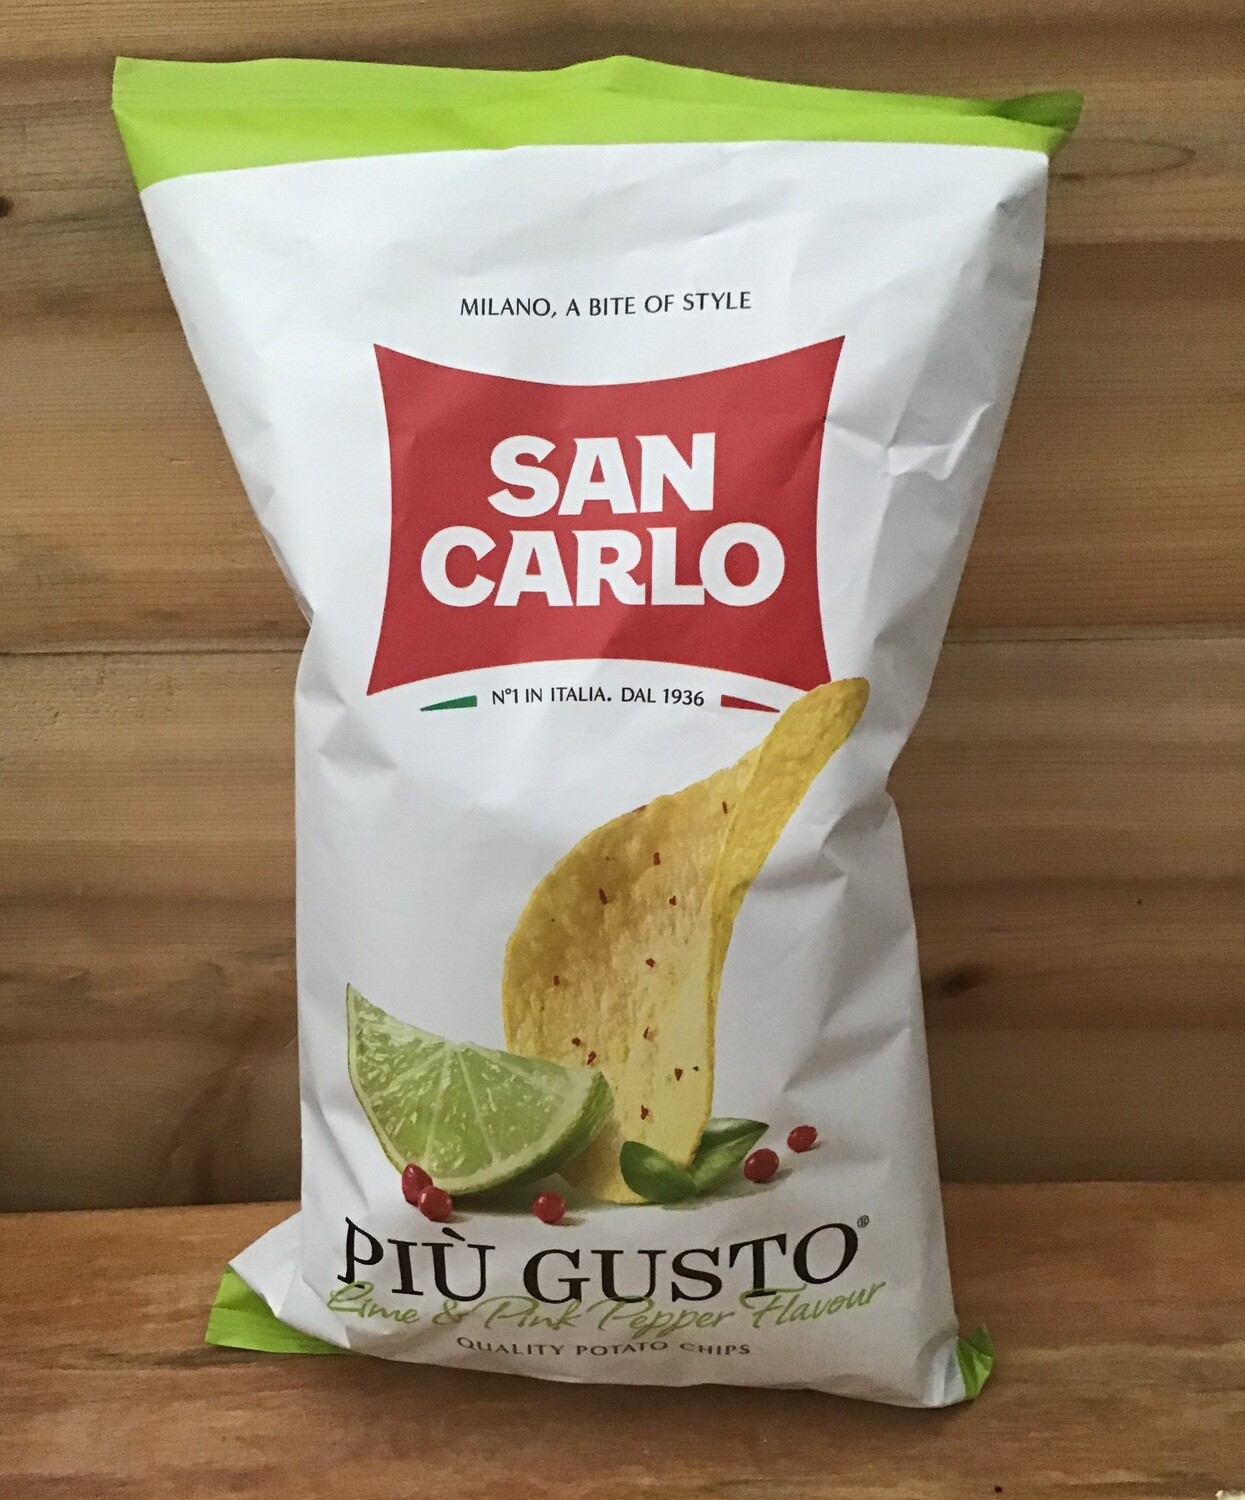 MILANO, A BITE OF STYLE
SAN
CARLO
N°1 IN ITALIA. DAL 1936
PIÙ GUSTO®
Lime & Pink Pepper Flavour
QUALITY POTATO CHIPS